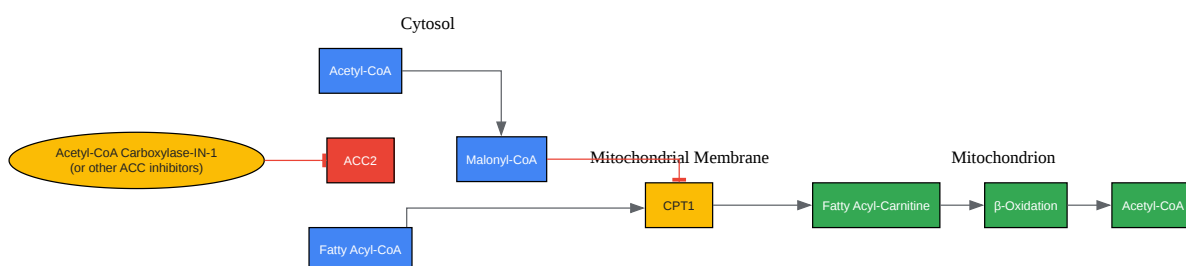 Cytosol
Acetyl-CoA
Acetyl-CoA Carboxylase-IN-1
(or other ACC inhibitors)
ACC2
Malonyl-CoA
Mitochondrial Membrane
Mitochondrion
CPT1
Fatty Acyl-Carnitine
β-Oxidation
Acetyl-CoA
Fatty Acyl-CoA